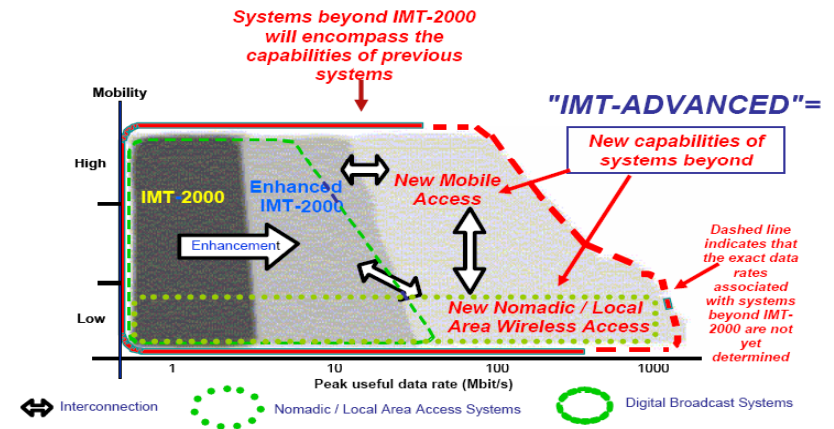 Systems beyond IMT-2000
will encompass the
capabilities of previous
systems
Mobility
"IMT-ADVANCED"=
New capabilities of
systems beyond
High
IMT-2000
Enhanced
IMT-2000
New Mobile
Access
Enhancement
Dashed line
indicates that
the exact data
rates
associated
with systems
beyond IMT-
2000 are not
yet
determined
Low
New Nomadic / Local
Area Wireless Access
1
10
100
1000
Peak useful data rate (Mbit/s)
Interconnection
Nomadic / Local Area Access Systems
Digital Broadcast Systems